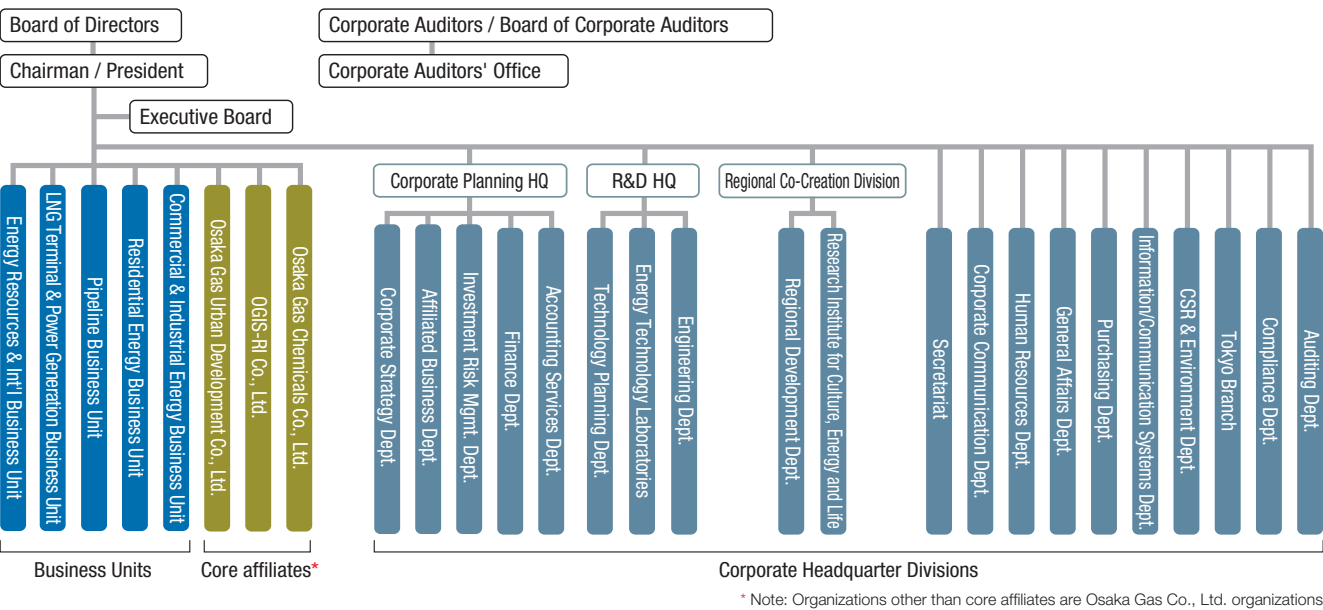 Board of Directors
Corporate Auditors / Board of Corporate Auditors
Chairman / President
Corporate Auditors' Office
Executive Board
Corporate Planning HQ
R&D HQ
Regional Co-Creation Division
Energy Resources & Int'l Business Unit
LNG Terminal & Power Generation Business Unit
Pipeline Business Unit
Residential Energy Business Unit
Commercial & Industrial Energy Business Unit
Osaka Gas Urban Development Co., Ltd.
OGIS-RI Co., Ltd.
Osaka Gas Chemicals Co., Ltd.
Corporate Strategy Dept.
Affiliated Business Dept.
Investment Risk Mgmt. Dept.
Finance Dept.
Accounting Services Dept.
Technology Planning Dept.
Energy Technology Laboratories
Engineering Dept.
Regional Development Dept.
Research Institute for Culture, Energy and Life
Secretariat
Corporate Communication Dept.
Human Resources Dept.
General Affairs Dept.
Purchasing Dept.
Information/Communication Systems Dept.
CSR & Environment Dept.
Tokyo Branch
Compliance Dept.
Auditing Dept.
Business Units
Core affiliates*
Corporate Headquarter Divisions
* Note: Organizations other than core affiliates are Osaka Gas Co., Ltd. organizations